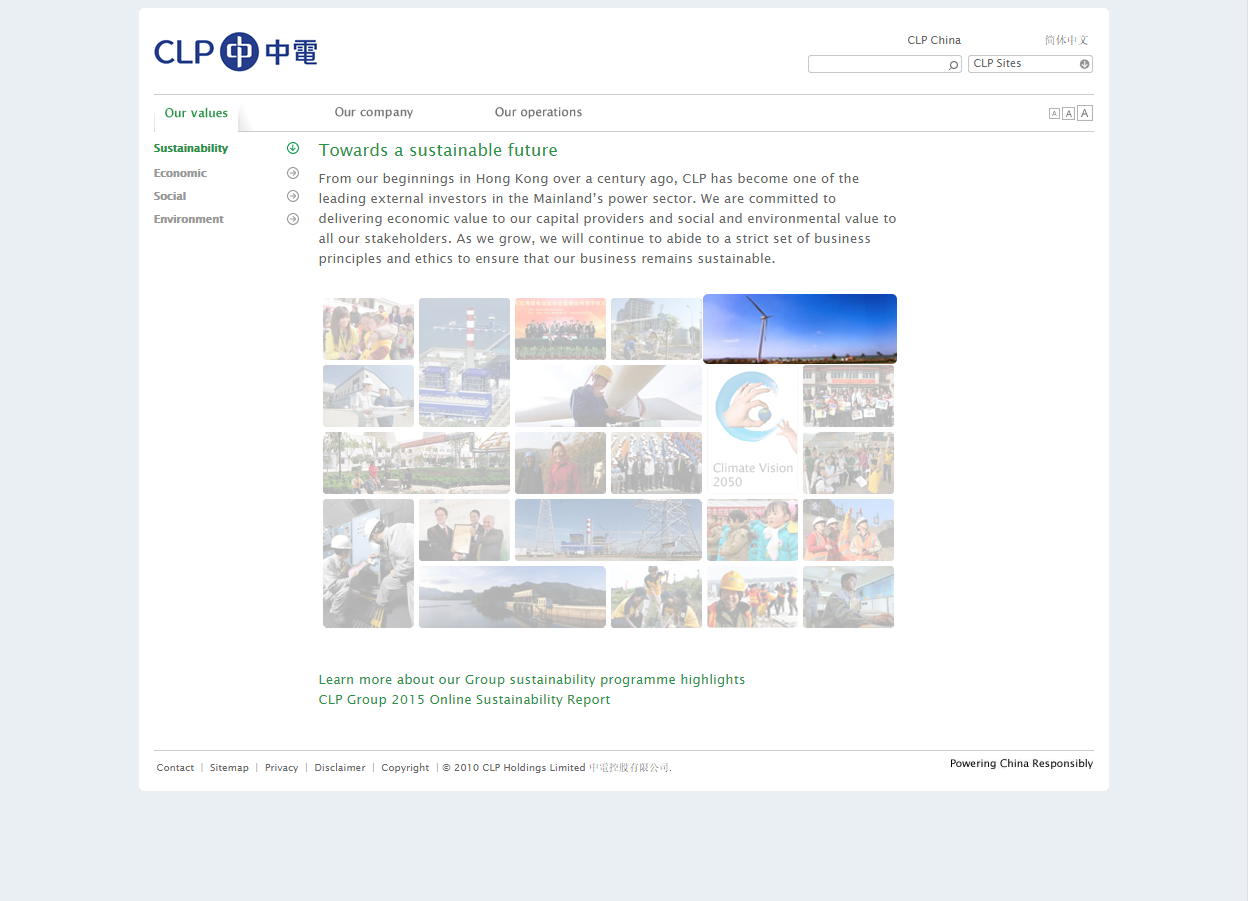 CLP 中 中電
CLP China
简体中文
CLP Sites
Our values
Our company
Our operations
A A A
Sustainability
Economic
Social
Environment
Towards a sustainable future
From our beginnings in Hong Kong over a century ago, CLP has become one of the
leading external investors in the Mainland’s power sector. We are committed to
delivering economic value to our capital providers and social and environmental value to
all our stakeholders. As we grow, we will continue to abide to a strict set of business
principles and ethics to ensure that our business remains sustainable.
Climate Vision
2050
Learn more about our Group sustainability programme highlights
CLP Group 2015 Online Sustainability Report
Contact | Sitemap | Privacy | Disclaimer | Copyright | © 2010 CLP Holdings Limited 中電控股有限公司.
Powering China Responsibly